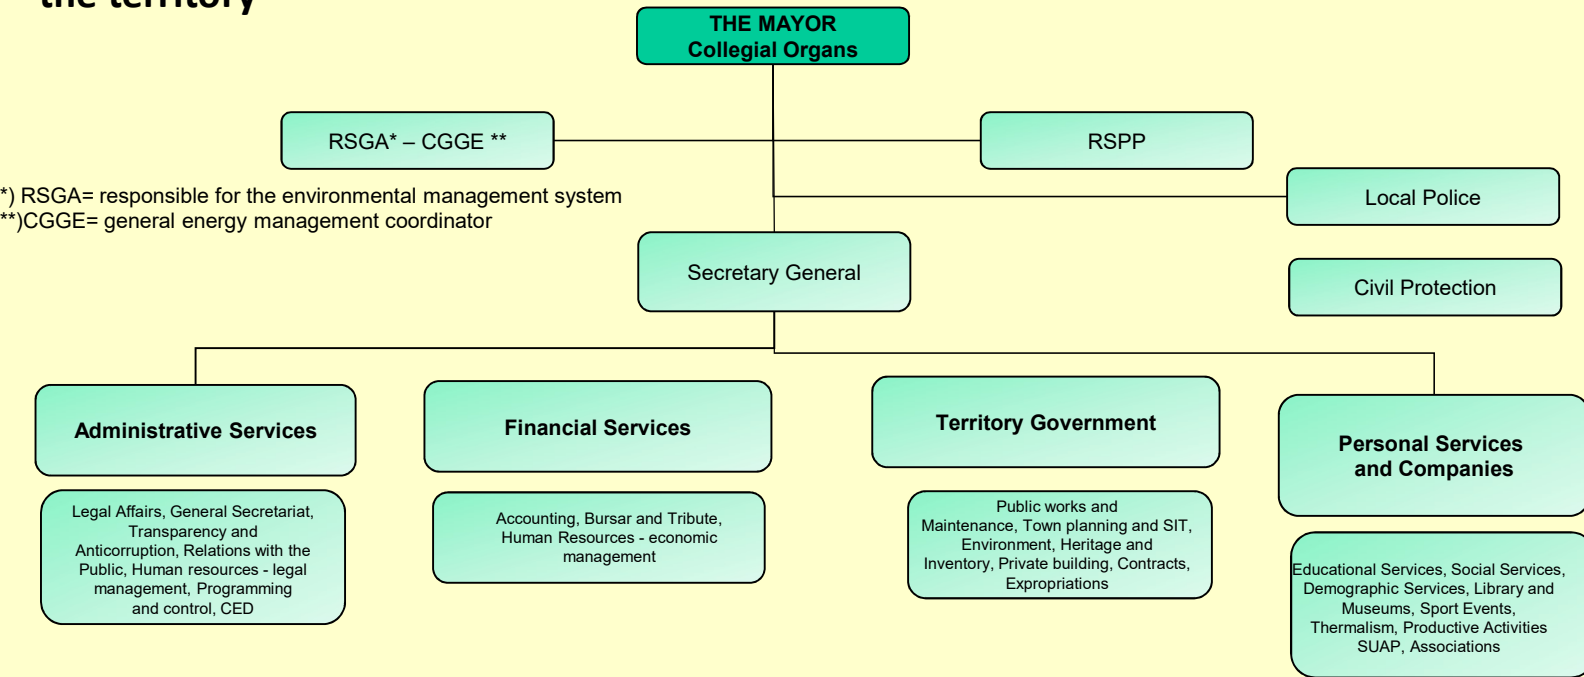 the territory
THE MAYOR
Collegial Organs
RSGA* – CGGE **
RSPP
*) RSGA= responsible for the environmental management system
**)CGGE= general energy management coordinator
Local Police
Secretary General
Civil Protection
Administrative Services
Financial Services
Territory Government
Personal Services
and Companies
Legal Affairs, General Secretariat,
Transparency and
Anticorruption, Relations with the
Public, Human resources - legal
management, Programming
and control, CED
Accounting, Bursar and Tribute,
Human Resources - economic
management
Public works and
Maintenance, Town planning and SIT,
Environment, Heritage and
Inventory, Private building, Contracts,
Expropriations
Educational Services, Social Services,
Demographic Services, Library and
Museums, Sport Events,
Thermalism, Productive Activities
SUAP, Associations